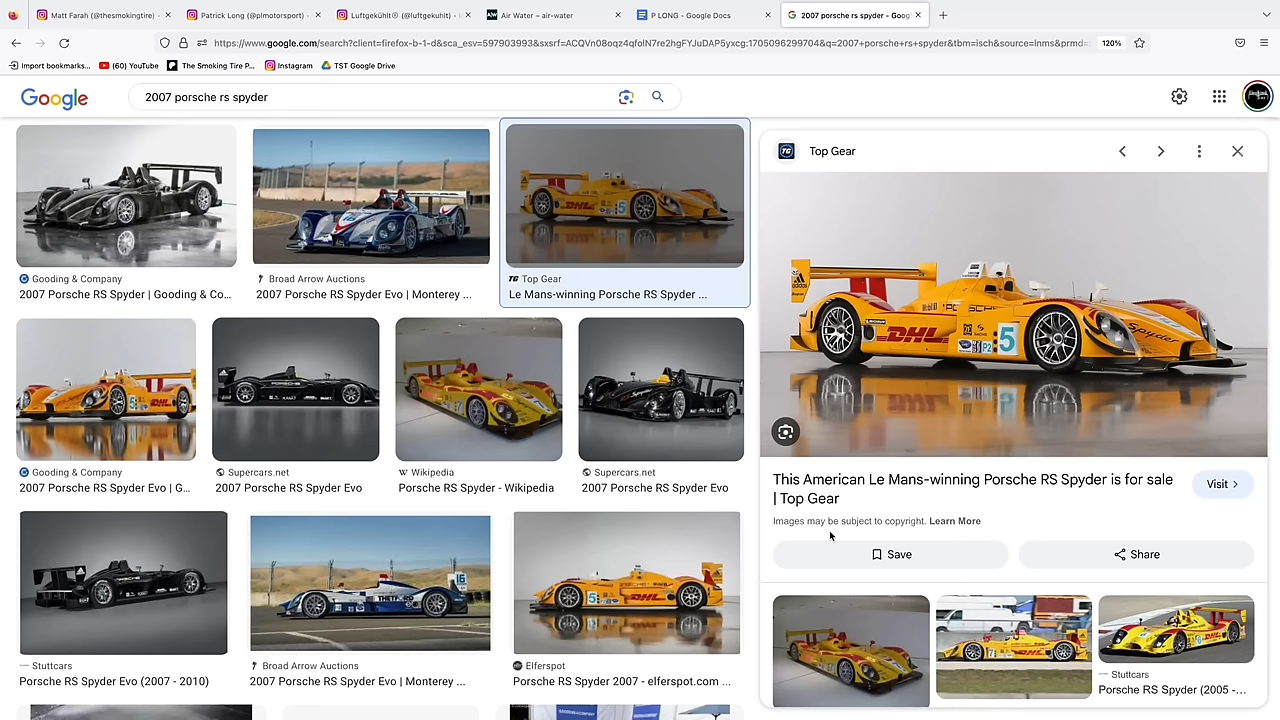 Matt Farah (@thesmokingtire) •
Patrick Long (@plmotorsport) •
Luftgekühlt® (@luftgekuhlt) •
Air Water – air-water
P LONG - Google Docs
2007 porsche rs spyder - Goog
https://www.google.com/search?client=firefox-b-1-d&sca_esv=597903993&sxsrf=ACQVn08oqz4qfolN7re2hgFYJuDAP5yxcg:1705096299704&q=2007+porsche+rs+spyder&tbm=isch&source=lnms&prmd=
120%
Import bookmarks...
(60) YouTube
The Smoking Tire P...
Instagram
TST Google Drive
Google
2007 porsche rs spyder
Gooding & Company
2007 Porsche RS Spyder | Gooding & Co...
Broad Arrow Auctions
2007 Porsche RS Spyder Evo | Monterey ...
TG Top Gear
Le Mans-winning Porsche RS Spyder ...
Gooding & Company
2007 Porsche RS Spyder Evo | G...
Supercars.net
2007 Porsche RS Spyder Evo
W Wikipedia
Porsche RS Spyder - Wikipedia
Supercars.net
2007 Porsche RS Spyder Evo
Stuttcars
Porsche RS Spyder Evo (2007 - 2010)
Broad Arrow Auctions
2007 Porsche RS Spyder Evo | Monterey ...
Elferspot
Porsche RS Spyder 2007 - elferspot.com ...
TG Top Gear
adidas
DHL
5
P2
Spyder
This American Le Mans-winning Porsche RS Spyder is for sale
| Top Gear
Visit
Images may be subject to copyright. Learn More
Save
Share
Stuttcars
Porsche RS Spyder (2005 -...